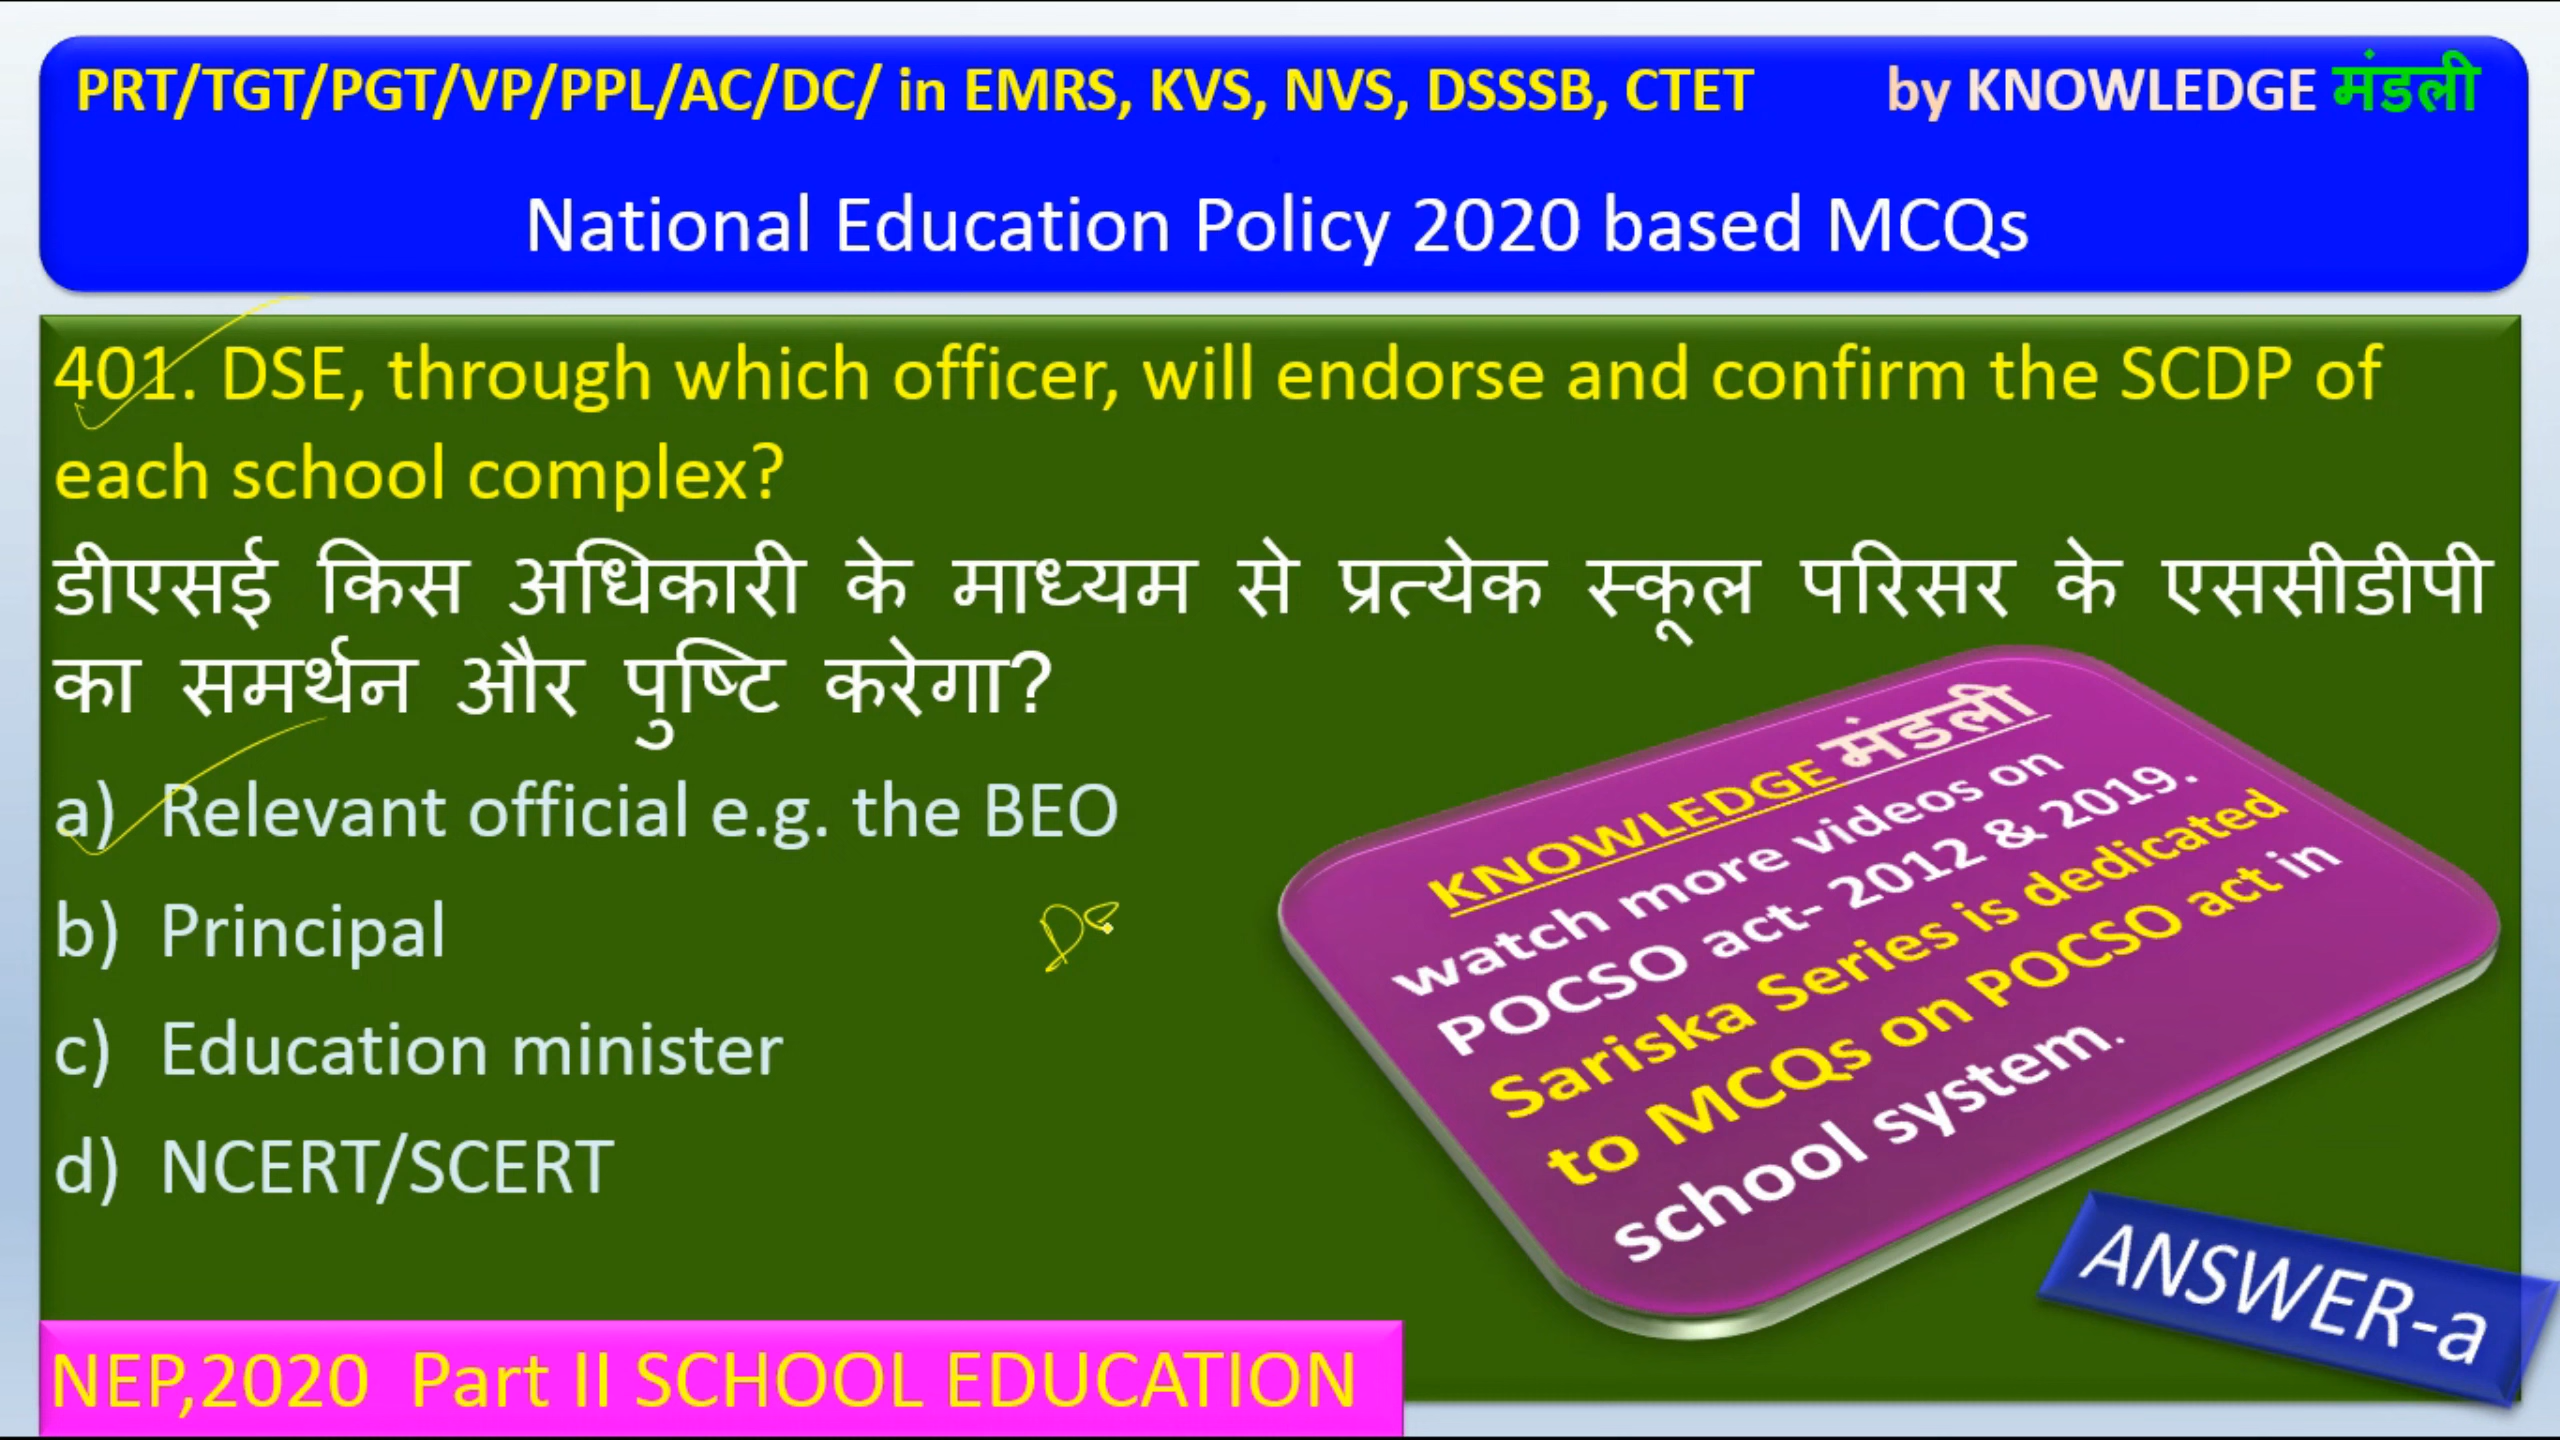 PRT/TGT/PGT/VP/PPL/AC/DC/ in EMRS, KVS, NVS, DSSSB, CTET by KNOWLEDGE मंडली
National Education Policy 2020 based MCQs
401. DSE, through which officer, will endorse and confirm the SCDP of
each school complex?
डीएसई किस अधिकारी के माध्यम से प्रत्येक स्कूल परिसर के एससीडीपी
का समर्थन और पुष्टि करेगा?
a) Relevant official e.g. the BEO
b) Principal
c) Education minister
d) NCERT/SCERT
KNOWLEDGE मंडली
watch more videos on
POCSO act- 2012 & 2019.
Sariska Series is dedicated
to MCQs on POCSO act in
school system.
ANSWER-a
NEP,2020 Part II SCHOOL EDUCATION